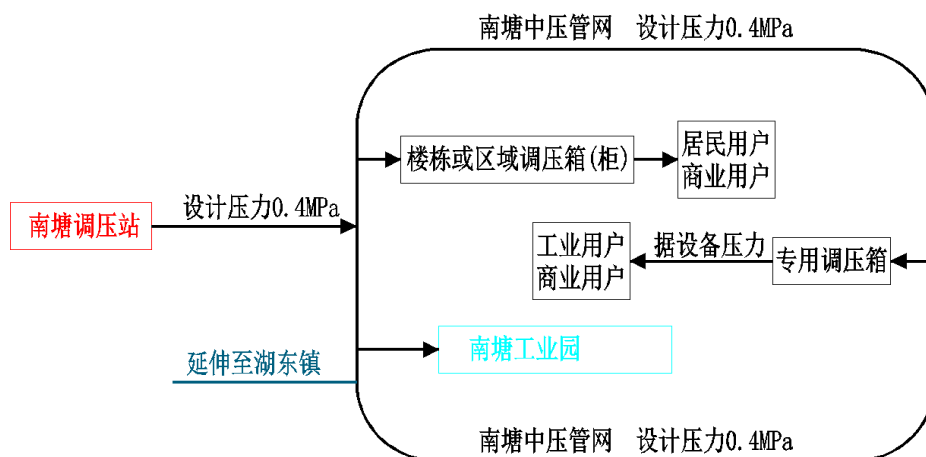 南塘中压管网 设计压力0.4MPa
楼栋或区域调压箱(柜)
居民用户
商业用户
设计压力0.4MPa
南塘调压站
工业用户
商业用户
据设备压力
专用调压箱
南塘工业园
延伸至湖东镇
南塘中压管网 设计压力0.4MPa